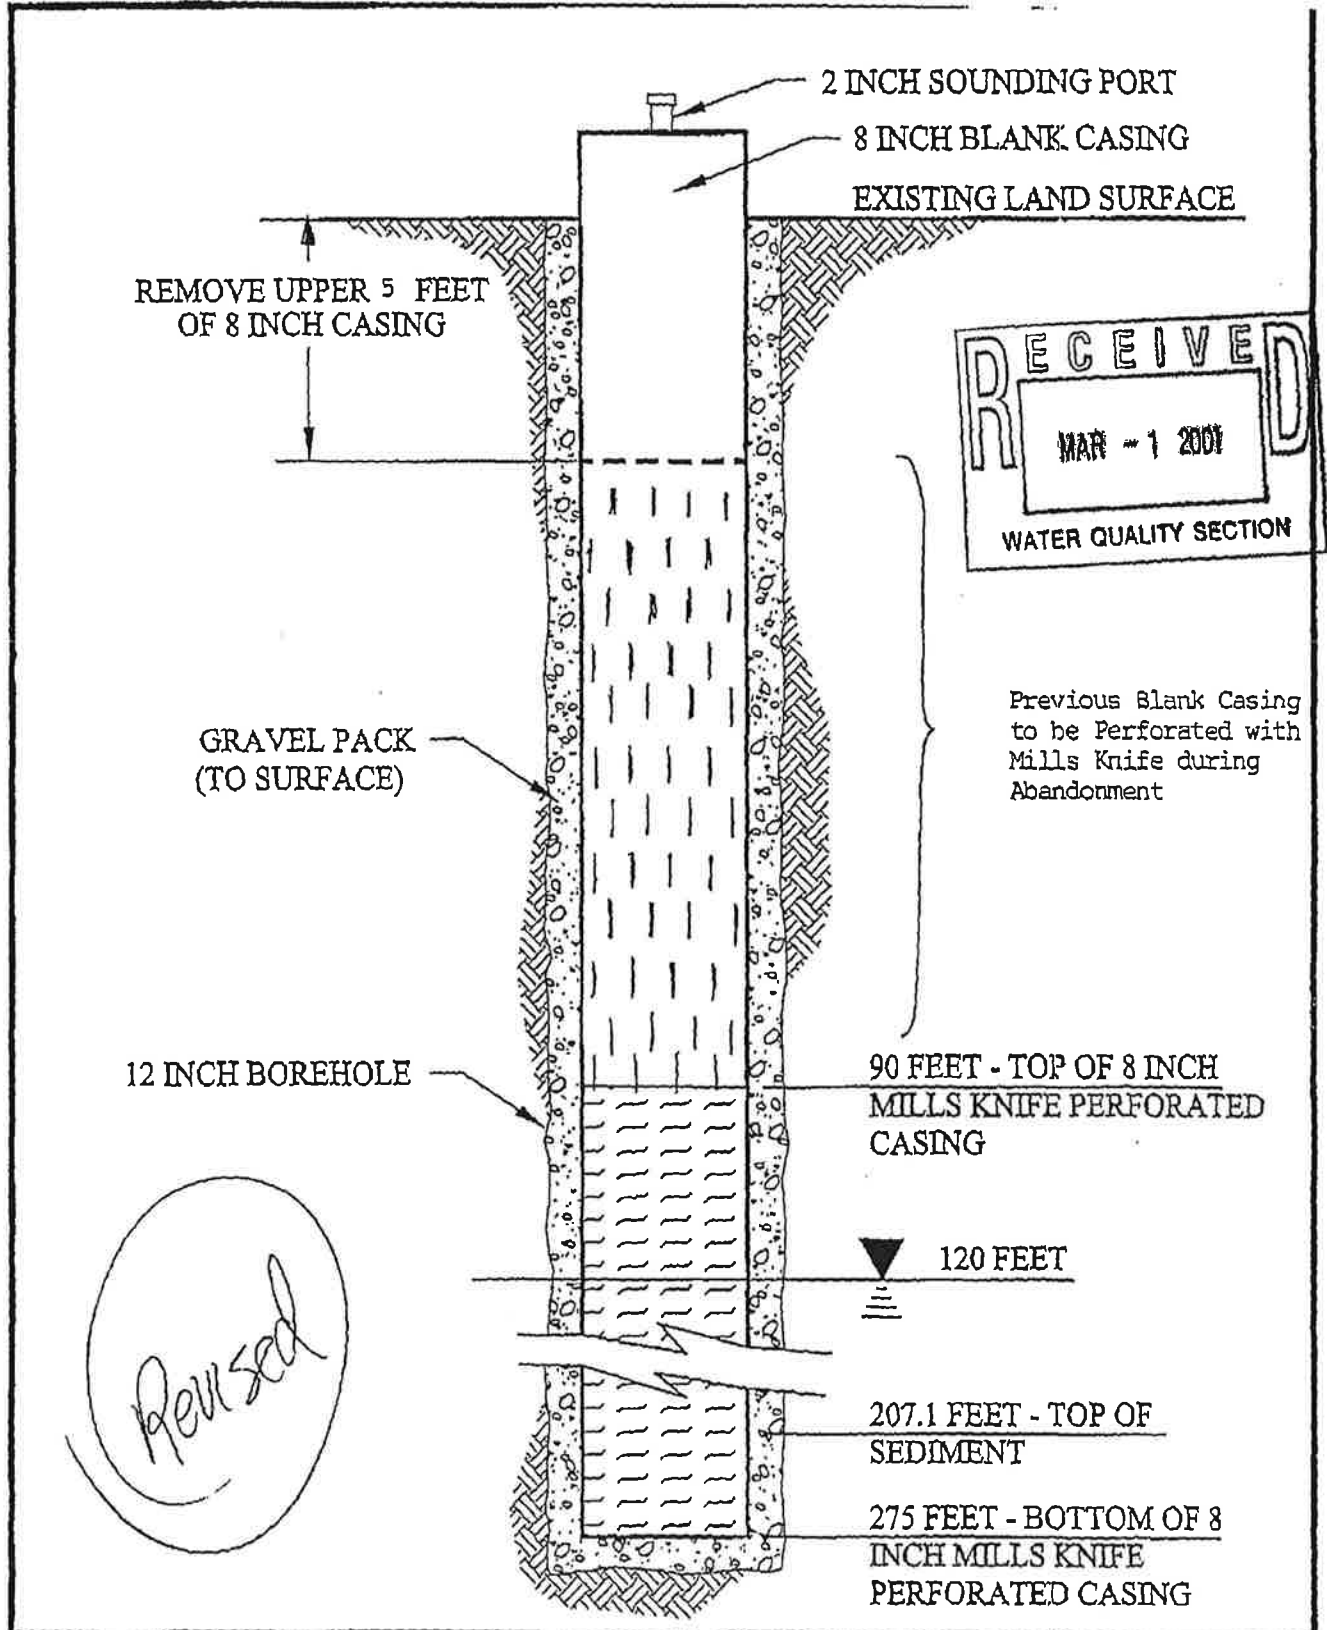 2 INCH SOUNDING PORT
8 INCH BLANK CASING
EXISTING LAND SURFACE
REMOVE UPPER 5 FEET
OF 8 INCH CASING
RECEIVED
MAR - 1 2001
WATER QUALITY SECTION
Previous Blank Casing
to be Perforated with
Mills Knife during
Abandonment
GRAVEL PACK
(TO SURFACE)
12 INCH BOREHOLE
90 FEET - TOP OF 8 INCH
MILLS KNIFE PERFORATED
CASING
120 FEET
Revised
207.1 FEET - TOP OF
SEDIMENT
275 FEET - BOTTOM OF 8
INCH MILLS KNIFE
PERFORATED CASING